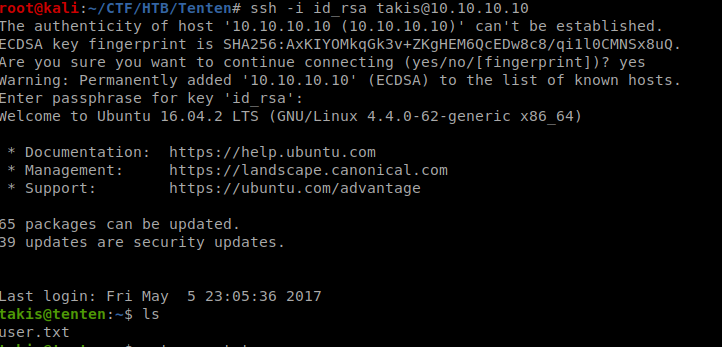 root@kali:~/CTF/HTB/Tenten# ssh -i id_rsa takis@10.10.10.10
The authenticity of host '10.10.10.10 (10.10.10.10)' can't be established.
ECDSA key fingerprint is SHA256:AxKIYOMkqGk3v+ZKgHEM6QcEDw8c8/qi1l0CMNSx8uQ.
Are you sure you want to continue connecting (yes/no/[fingerprint])? yes
Warning: Permanently added '10.10.10.10' (ECDSA) to the list of known hosts.
Enter passphrase for key 'id_rsa':
Welcome to Ubuntu 16.04.2 LTS (GNU/Linux 4.4.0-62-generic x86_64)
* Documentation:  https://help.ubuntu.com
* Management:     https://landscape.canonical.com
* Support:        https://ubuntu.com/advantage
65 packages can be updated.
39 updates are security updates.
Last login: Fri May  5 23:05:36 2017
takis@tenten:~$ ls
user.txt